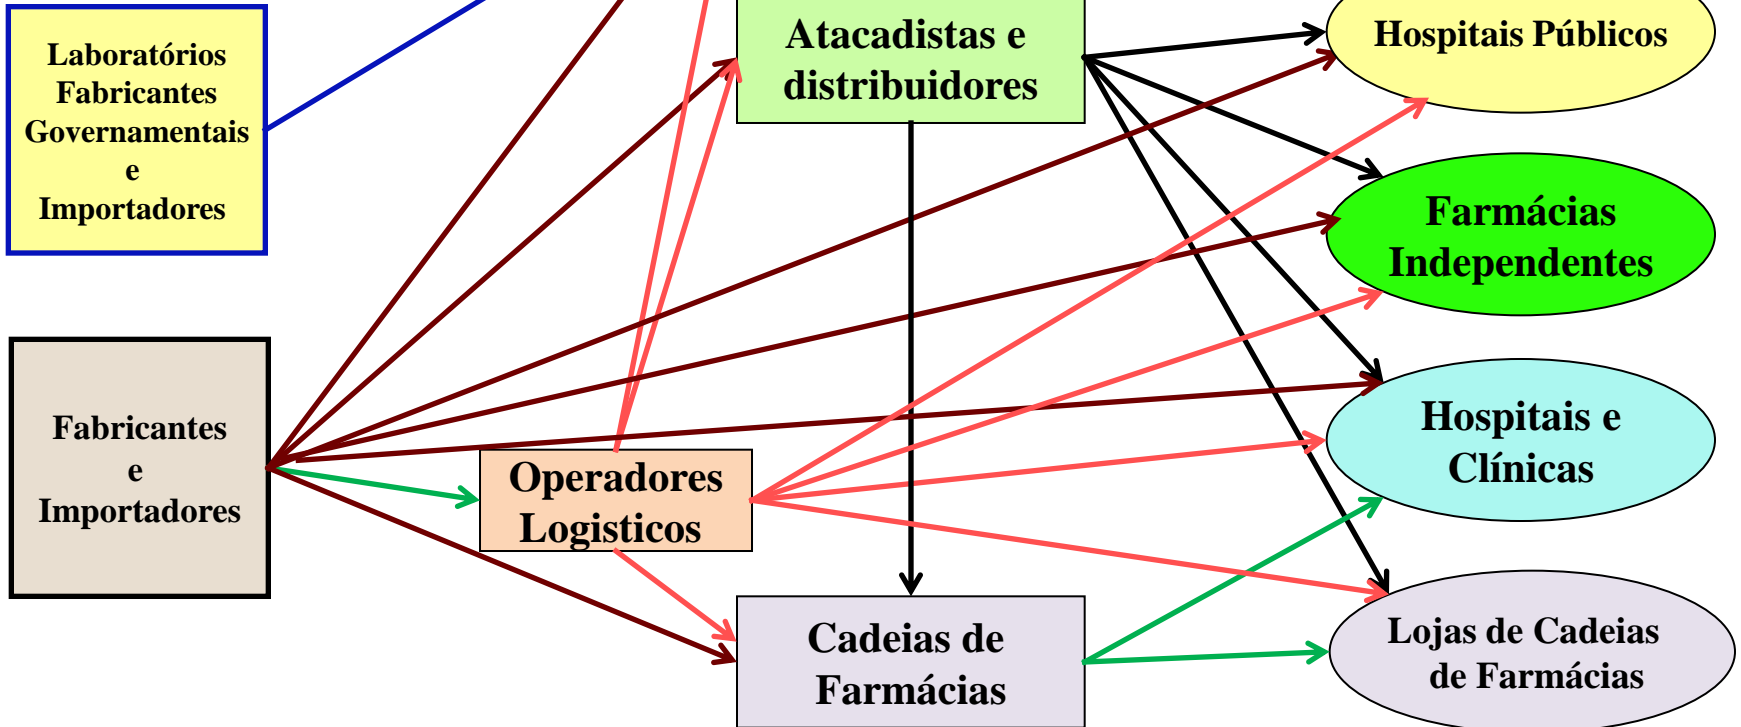 Laboratórios
Fabricantes
Governamentais
e
Importadores
Fabricantes
e
Importadores
Atacadistas e
distribuidores
Operadores
Logisticos
Cadeias de
Farmácias
Hospitais Públicos
Farmácias
Independentes
Hospitais e
Clínicas
Lojas de Cadeias
de Farmácias